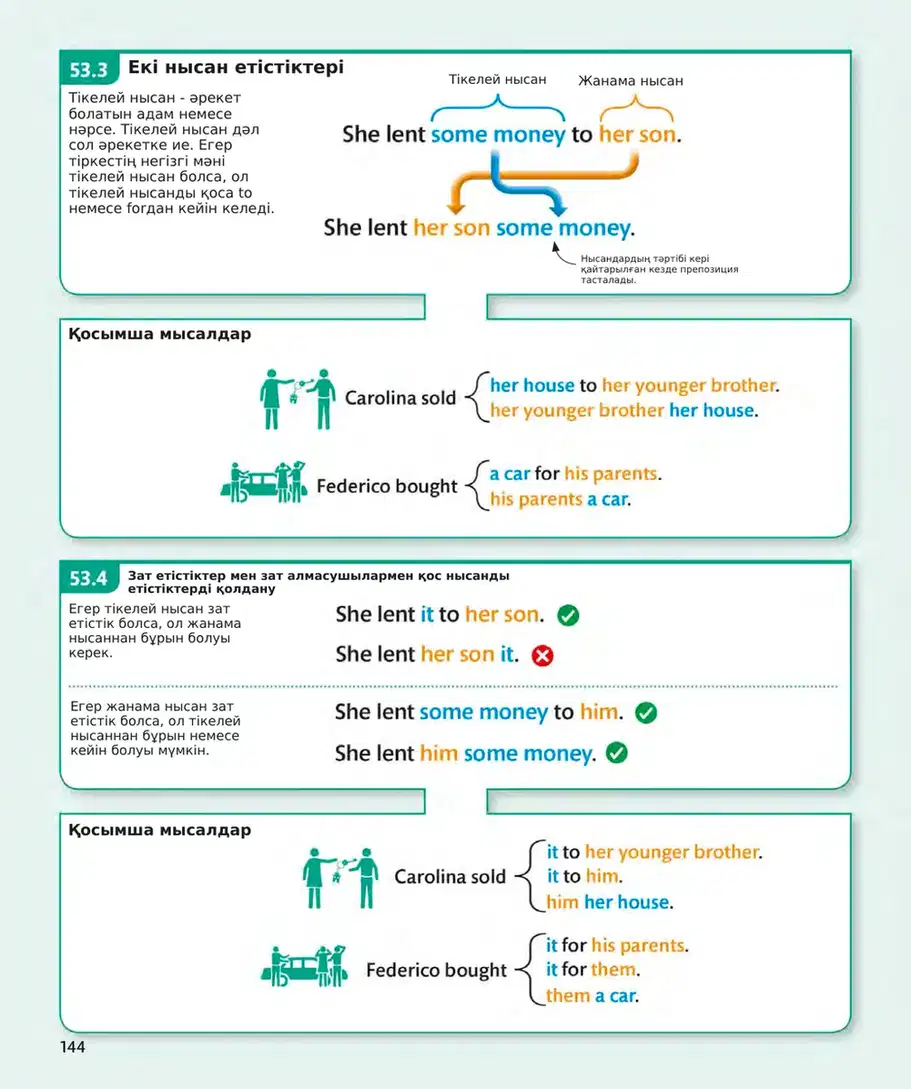 53.3 Екі нысан етістіктері
Тікелей нысан - әрекет
болатын адам немесе
нәрсе. Тікелей нысан дәл
сол әрекетке ие. Егер
тіркестің негізгі мәні
тікелей нысан болса, ол
тікелей нысанды қоса to
немесе forдан кейін келеді.
Тікелей нысан
Жанама нысан
She lent some money to her son.
She lent her son some money.
Нысандардың тәртібі кері
қайтарылған кезде препозиция
тасталады.
Қосымша мысалдар
Carolina sold
her house to her younger brother.
her younger brother her house.
Federico bought
a car for his parents.
his parents a car.
53.4 Зат етістіктер мен зат алмасушылармен қос нысанды
етістіктерді қолдану
Егер тікелей нысан зат
етістік болса, ол жанама
нысаннан бұрын болуы
керек.
She lent it to her son.
She lent her son it.
Егер жанама нысан зат
етістік болса, ол тікелей
нысаннан бұрын немесе
кейін болуы мүмкін.
She lent some money to him.
She lent him some money.
Қосымша мысалдар
Carolina sold
it to her younger brother.
it to him.
him her house.
Federico bought
it for his parents.
it for them.
them a car.
144